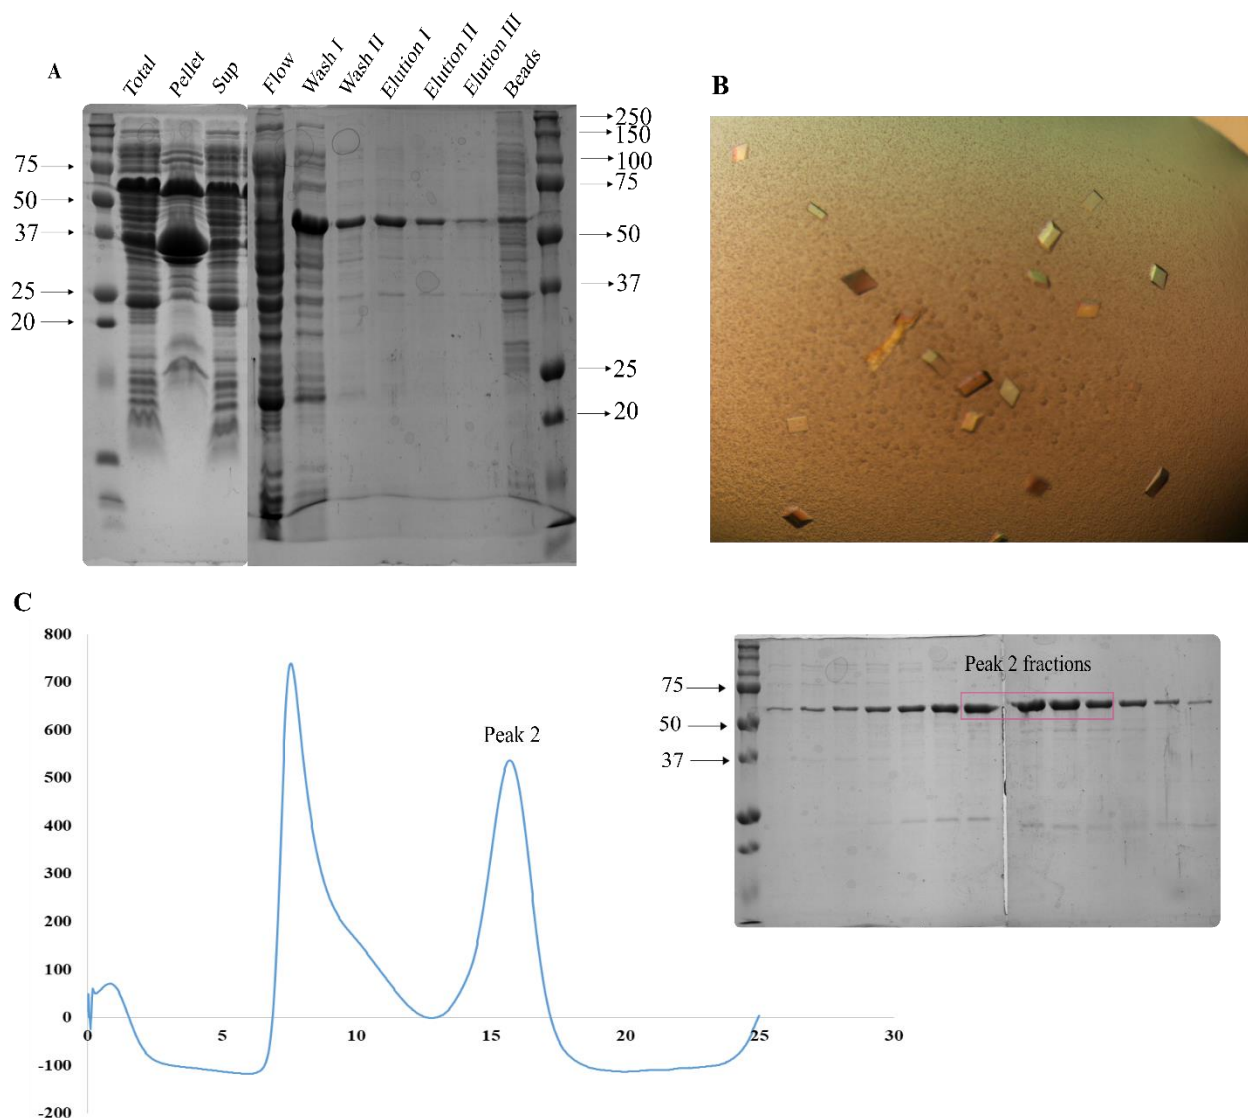 A
Total
Pellet
Sup
Flow
Wash I
Wash II
Elution I
Elution II
Elution III
Beads
75
50
37
25
20
250
150
100
75
50
37
25
20
B
C
800
700
600
500
400
300
200
100
0
-100
-200
0
5
10
15
20
25
30
Peak 2
Peak 2 fractions
75
50
37